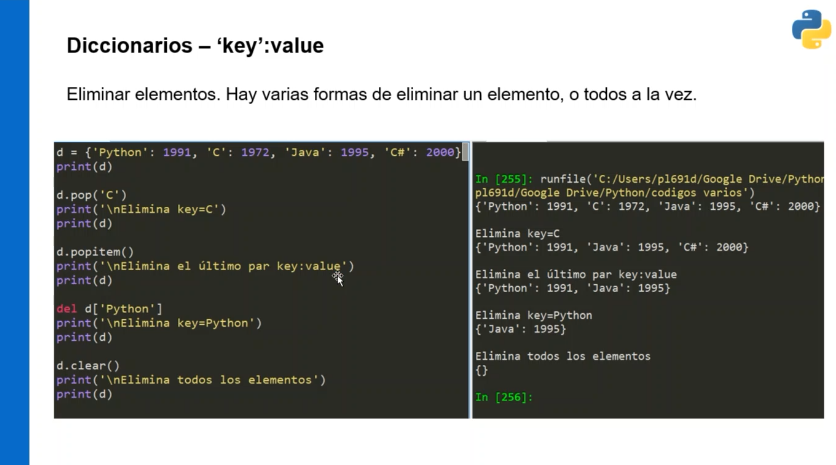 Diccionarios – ‘key’:value
Eliminar elementos. Hay varias formas de eliminar un elemento, o todos a la vez.
d = {'Python': 1991, 'C': 1972, 'Java': 1995, 'C#': 2000}
print(d)
d.pop('C')
print('\nElimina key=C')
print(d)
d.popitem()
print('\nElimina el último par key:value')
print(d)
del d['Python']
print('\nElimina key=Python')
print(d)
d.clear()
print('\nElimina todos los elementos')
print(d)
In [255]: runfile('C:/Users/pl691d/Google Drive/Python
pl691d/Google Drive/Python/codigos varios')
{'Python': 1991, 'C': 1972, 'Java': 1995, 'C#': 2000}
Elimina key=C
{'Python': 1991, 'Java': 1995, 'C#': 2000}
Elimina el último par key:value
{'Python': 1991, 'Java': 1995}
Elimina key=Python
{'Java': 1995}
Elimina todos los elementos
{}
In [256]: